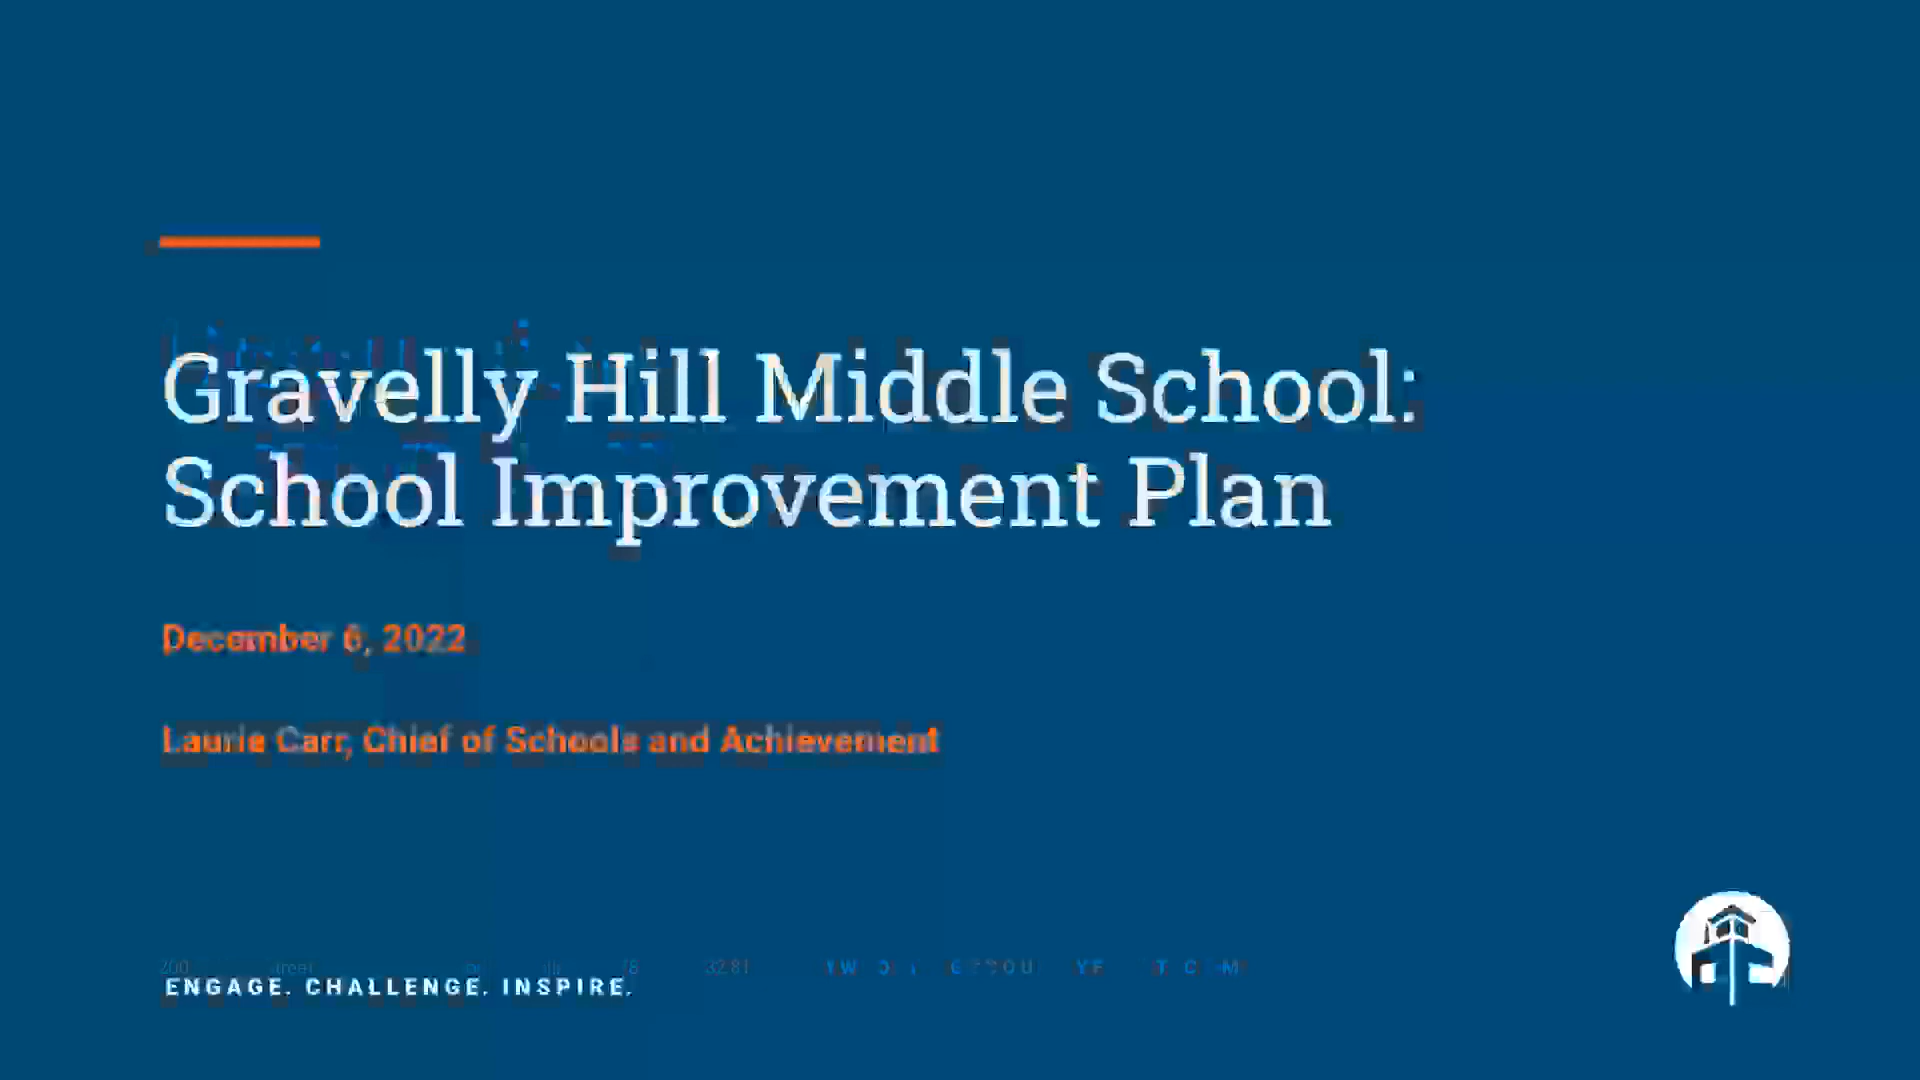 Gravelly Hill Middle School:
School Improvement Plan
December 6, 2022
Laurie Carr, Chief of Schools and Achievement
ENGAGE. CHALLENGE. INSPIRE.